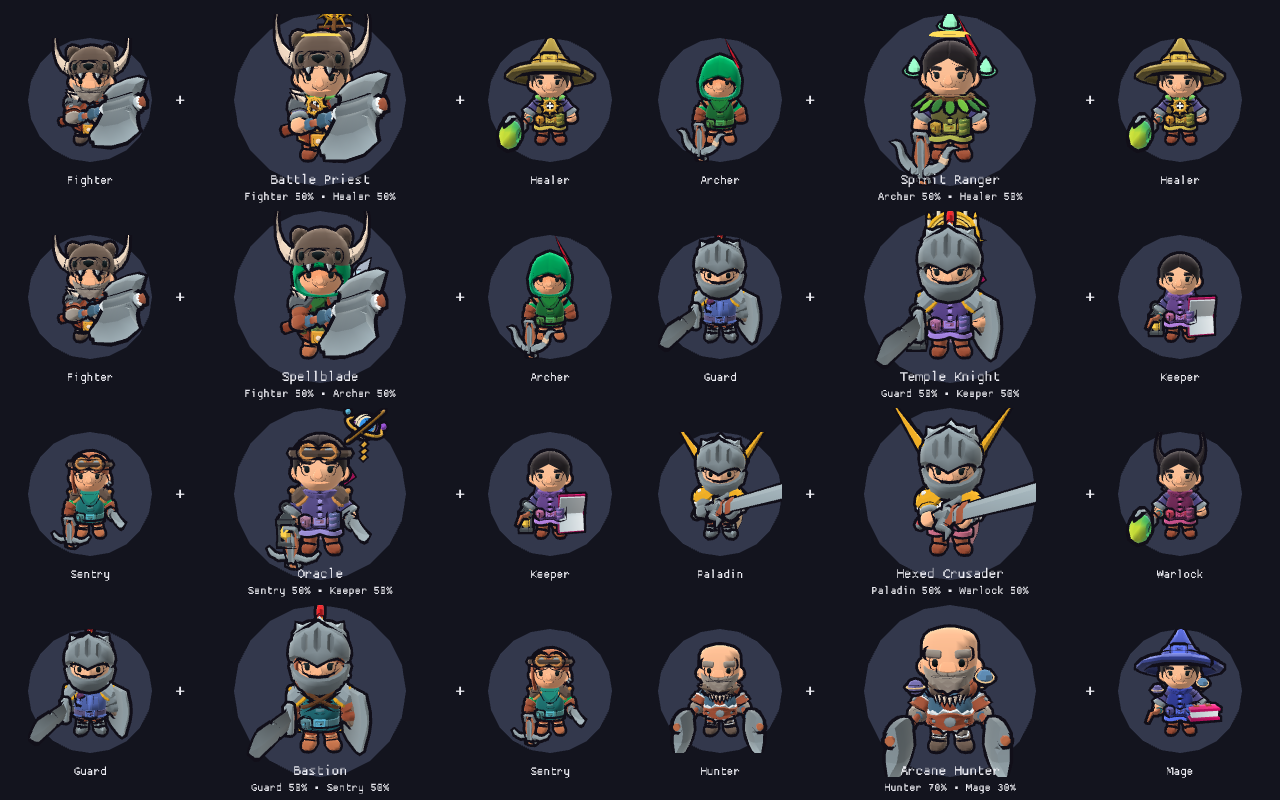 + + + +
Fighter Battle Priest Healer Archer Spirit Ranger Healer
Fighter 50% • Healer 50% Archer 50% • Healer 50%
+ + + +
Fighter Spellblade Archer Guard Temple Knight Keeper
Fighter 50% • Archer 50% Guard 50% • Keeper 50%
+ + + +
Sentry Oracle Keeper Paladin Hexed Crusader Warlock
Sentry 50% • Keeper 50% Paladin 50% • Warlock 50%
+ + + +
Guard Bastion Sentry Hunter Arcane Hunter Mage
Guard 50% • Sentry 50% Hunter 70% • Mage 30%